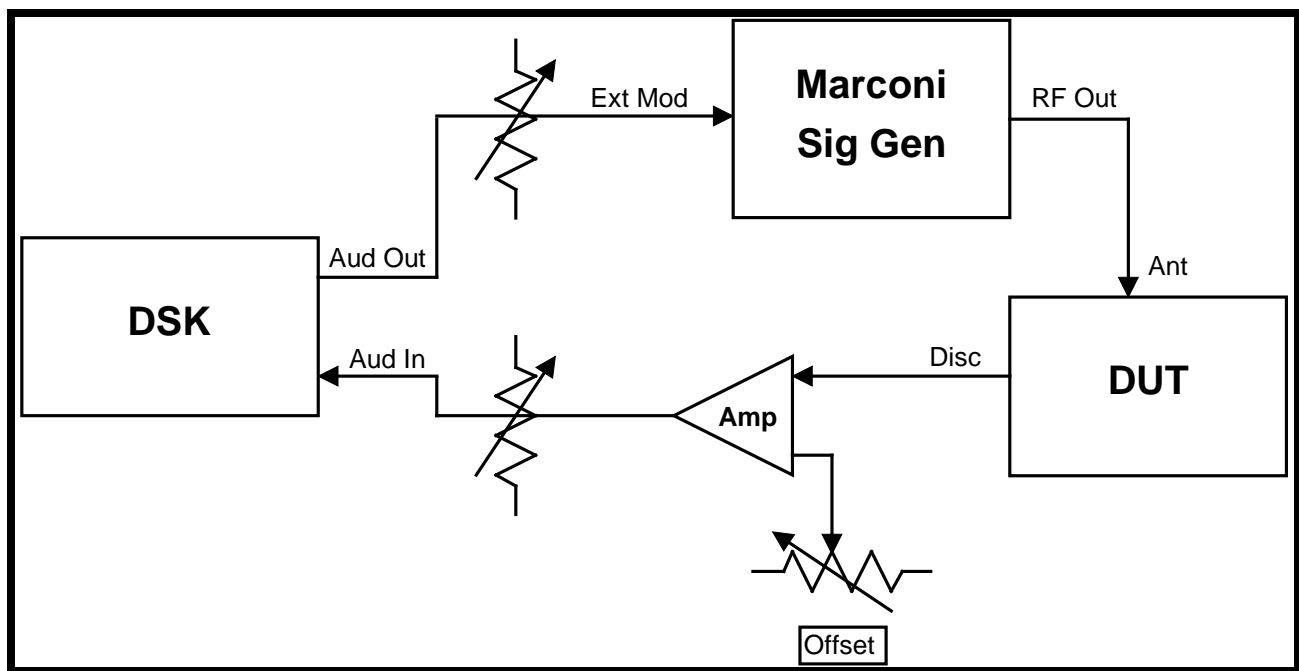 Ext Mod
Marconi
Sig Gen
RF Out
Aud Out
Ant
DSK
Aud In
Disc
DUT
Amp
Offset